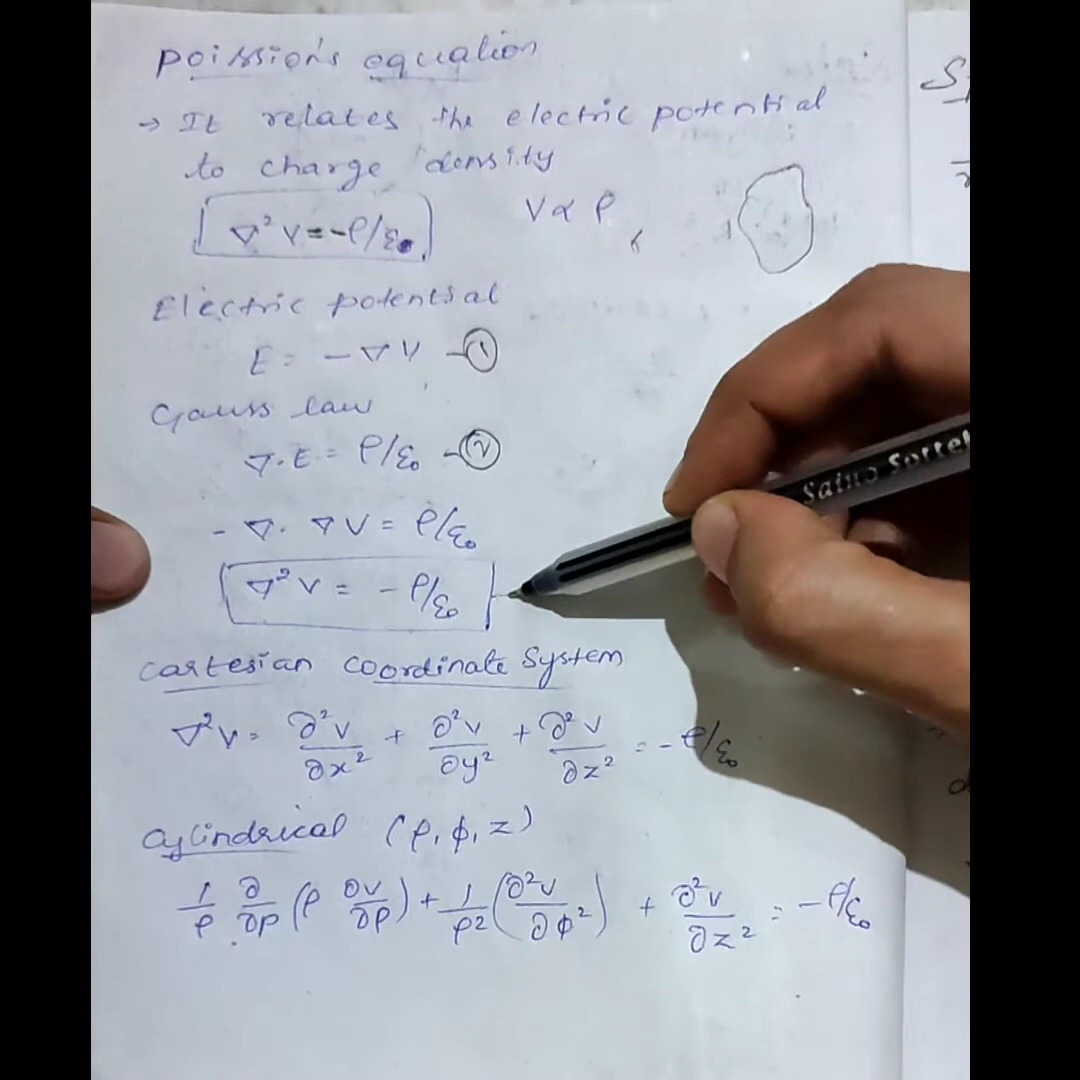 Poission's equation
→ It relates the electric potential
to charge density
∇²V = -ρ/ε₀ V ∝ ρ
Electric potential
E = - ∇V - ①
Gauss law
∇.E = ρ/ε₀ - ②
- ∇. ∇V = ρ/ε₀
∇²V = - ρ/ε₀
Cartesian Coordinate System
∇²V = ∂²V/∂x² + ∂²V/∂y² + ∂²V/∂z² = -ρ/ε₀
Cylindrical (ρ, φ, z)
1/ρ ∂/∂ρ (ρ ∂V/∂ρ) + 1/ρ² (∂²V/∂φ²) + ∂²V/∂z² = -ρ/ε₀